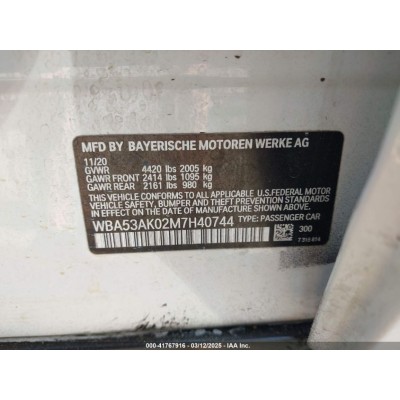 MFD BY BAYERISCHE MOTOREN WERKE AG
11/20
GVWR 4420 lbs 2005 kg
GAWR FRONT 2414 lbs 1095 kg
GAWR REAR 2161 lbs 980 kg
THIS VEHICLE CONFORMS TO ALL APPLICABLE U.S.FEDERAL MOTOR
VEHICLE SAFETY, BUMPER, AND THEFT PREVENTION STANDARDS
IN EFFECT ON THE DATE OF MANUFACTURE SHOWN ABOVE.
WBA53AK02M7H40744 TYPE: PASSENGER CAR
300
000-41767916 - 03/12/2025 - IAA Inc.